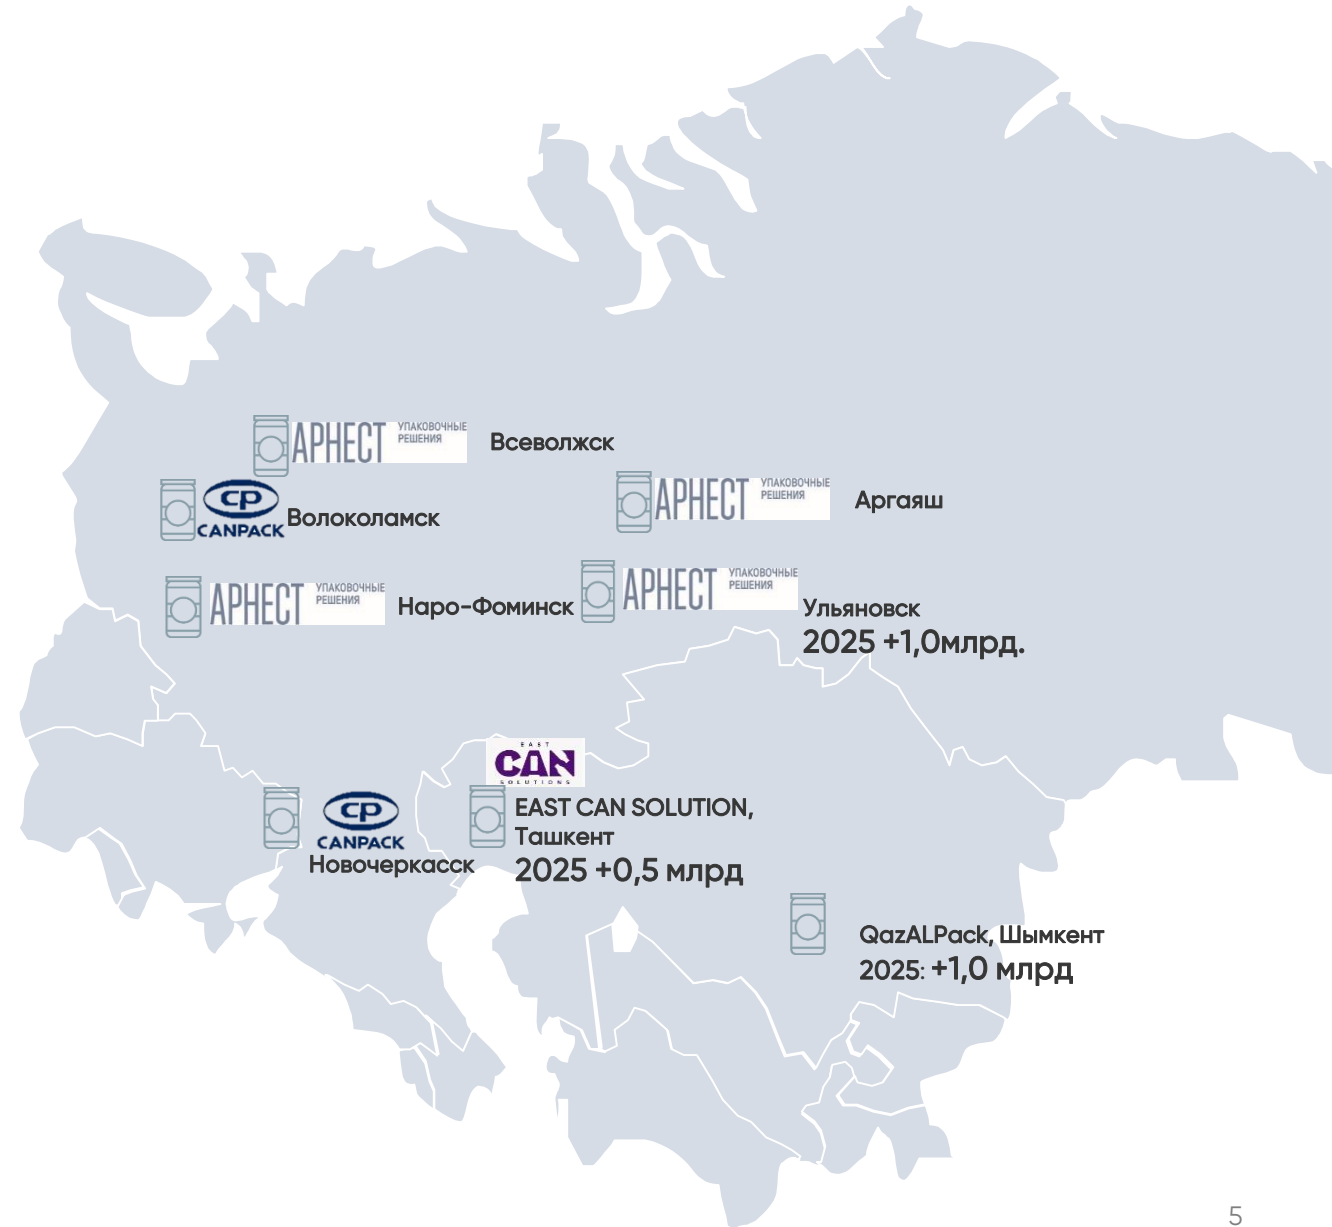 АРНЕСТ УПАКОВОЧНЫЕ
РЕШЕНИЯ
Всеволжск
CP
CANPACK
Волоколамск
АРНЕСТ УПАКОВОЧНЫЕ
РЕШЕНИЯ
Аргаяш
АРНЕСТ УПАКОВОЧНЫЕ
РЕШЕНИЯ
Наро-Фоминск
АРНЕСТ УПАКОВОЧНЫЕ
РЕШЕНИЯ
Ульяновск
2025 +1,0млрд.
EAST
CAN
SOLUTIONS
EAST CAN SOLUTION,
Ташкент
2025 +0,5 млрд
CP
CANPACK
Новочеркасск
QazALPack, Шымкент
2025: +1,0 млрд
5